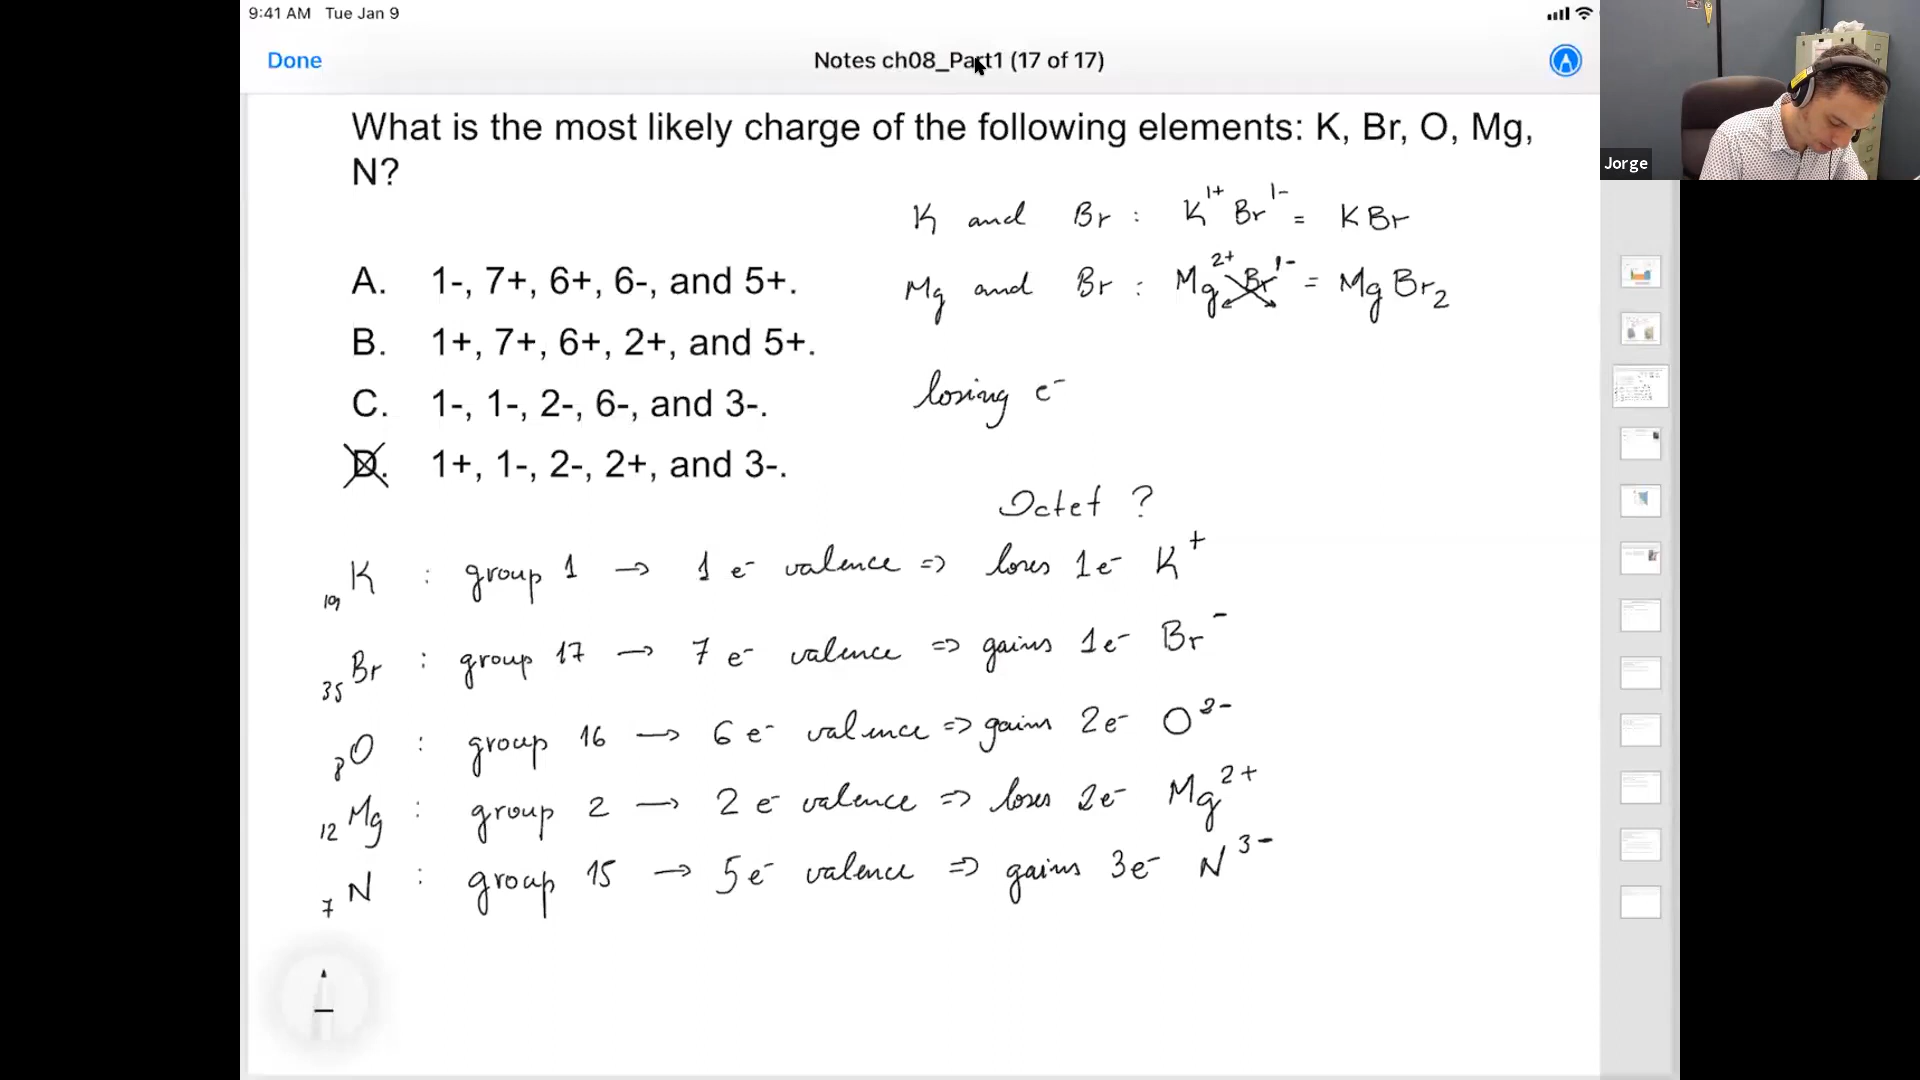 9:41 AM Tue Jan 9
Done
Notes ch08_Part1 (17 of 17)
What is the most likely charge of the following elements: K, Br, O, Mg,
N?
K and Br : K¹⁺ Br¹⁻ = KBr
A. 1-, 7+, 6+, 6-, and 5+.
Mg and Br : Mg²⁺ Br¹⁻ = MgBr₂
B. 1+, 7+, 6+, 2+, and 5+.
C. 1-, 1-, 2-, 6-, and 3-.
losing e⁻
D. 1+, 1-, 2-, 2+, and 3-.
Octet ?
₁₉K : group 1 → 1 e⁻ valence ⇒ loses 1e⁻ K⁺
₃₅Br : group 17 → 7 e⁻ valence ⇒ gains 1e⁻ Br⁻
₈O : group 16 → 6 e⁻ valence ⇒ gains 2e⁻ O²⁻
₁₂Mg : group 2 → 2 e⁻ valence ⇒ loses 2e⁻ Mg²⁺
₇N : group 15 → 5e⁻ valence ⇒ gains 3e⁻ N³⁻
Jorge